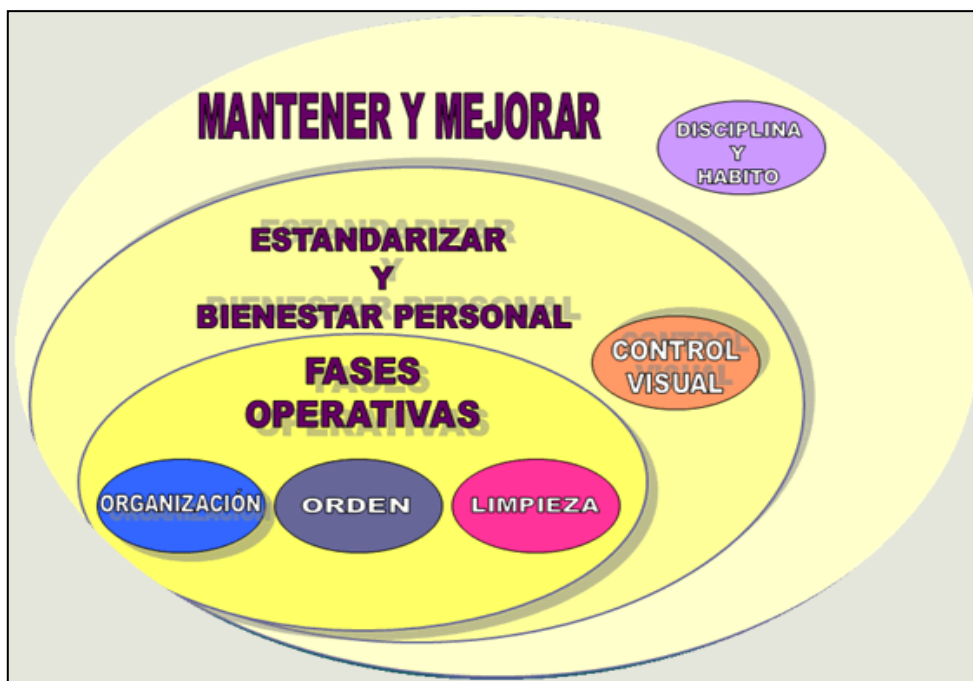 MANTENER Y MEJORAR
DISCIPLINA
Y
HABITO
ESTANDARIZAR
Y
BIENESTAR PERSONAL
CONTROL
VISUAL
FASES
OPERATIVAS
ORGANIZACIÓN
ORDEN
LIMPIEZA